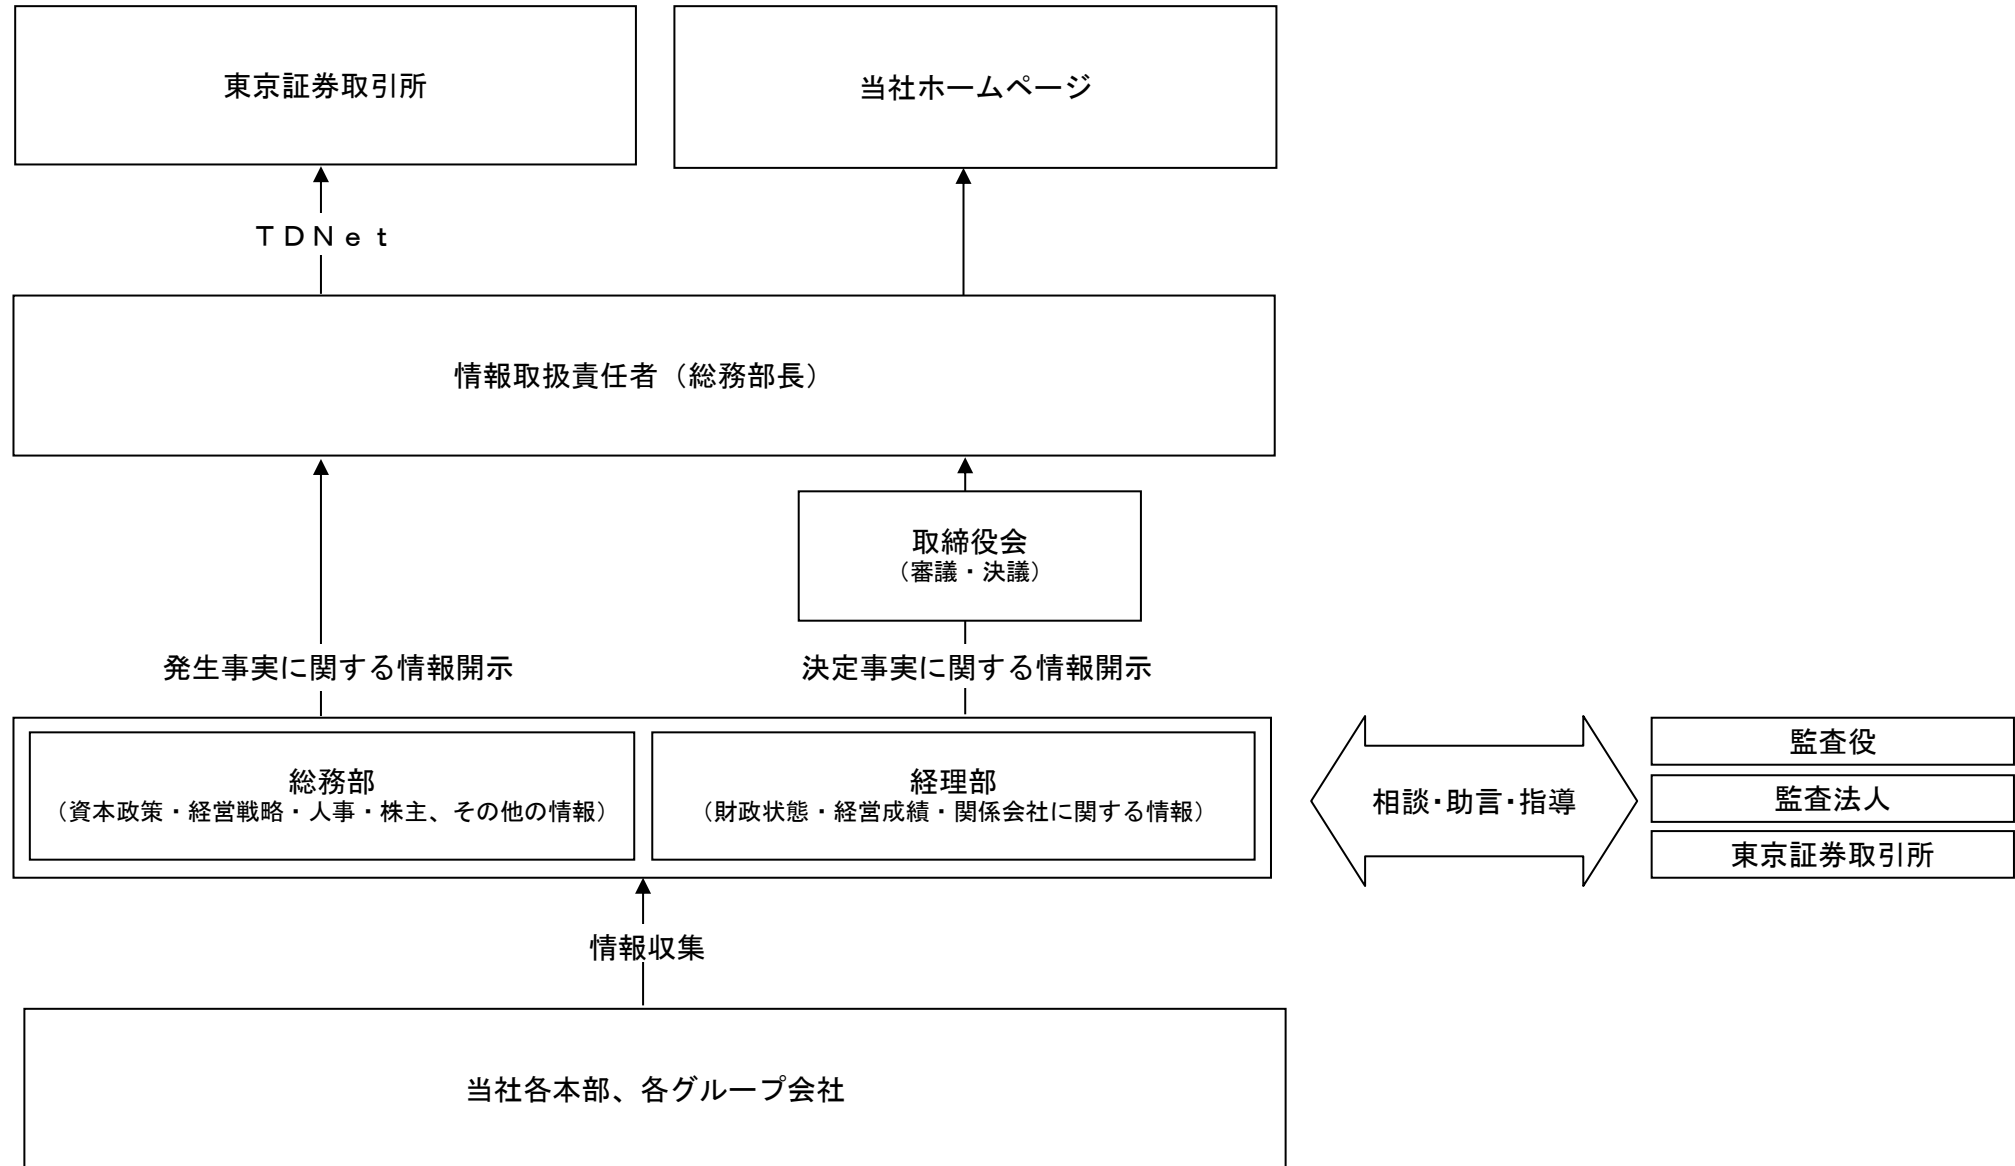 東京証券取引所
当社ホームページ
ＴＤＮｅｔ
情報取扱責任者（総務部長）
取締役会
（審議・決議）
発生事実に関する情報開示
決定事実に関する情報開示
総務部
（資本政策・経営戦略・人事・株主、その他の情報）
経理部
（財政状態・経営成績・関係会社に関する情報）
相談・助言・指導
監査役
監査法人
東京証券取引所
情報収集
当社各本部、各グループ会社